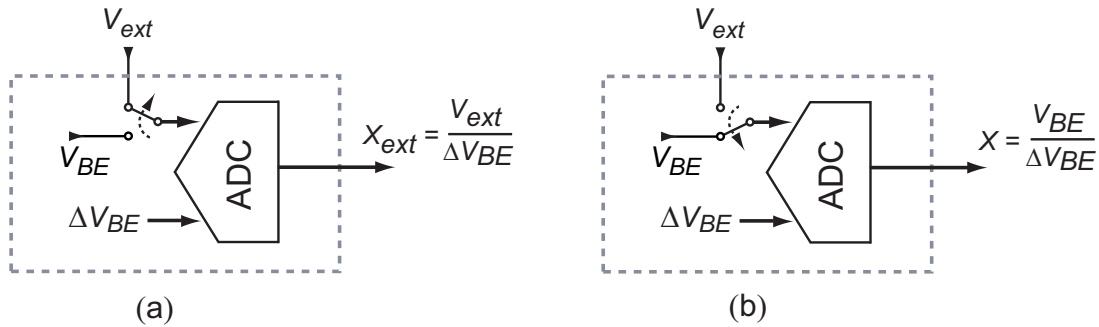 V_ext
V_BE
ΔV_BE
ADC
X_ext = V_ext / ΔV_BE
(a)
V_ext
V_BE
ΔV_BE
ADC
X = V_BE / ΔV_BE
(b)